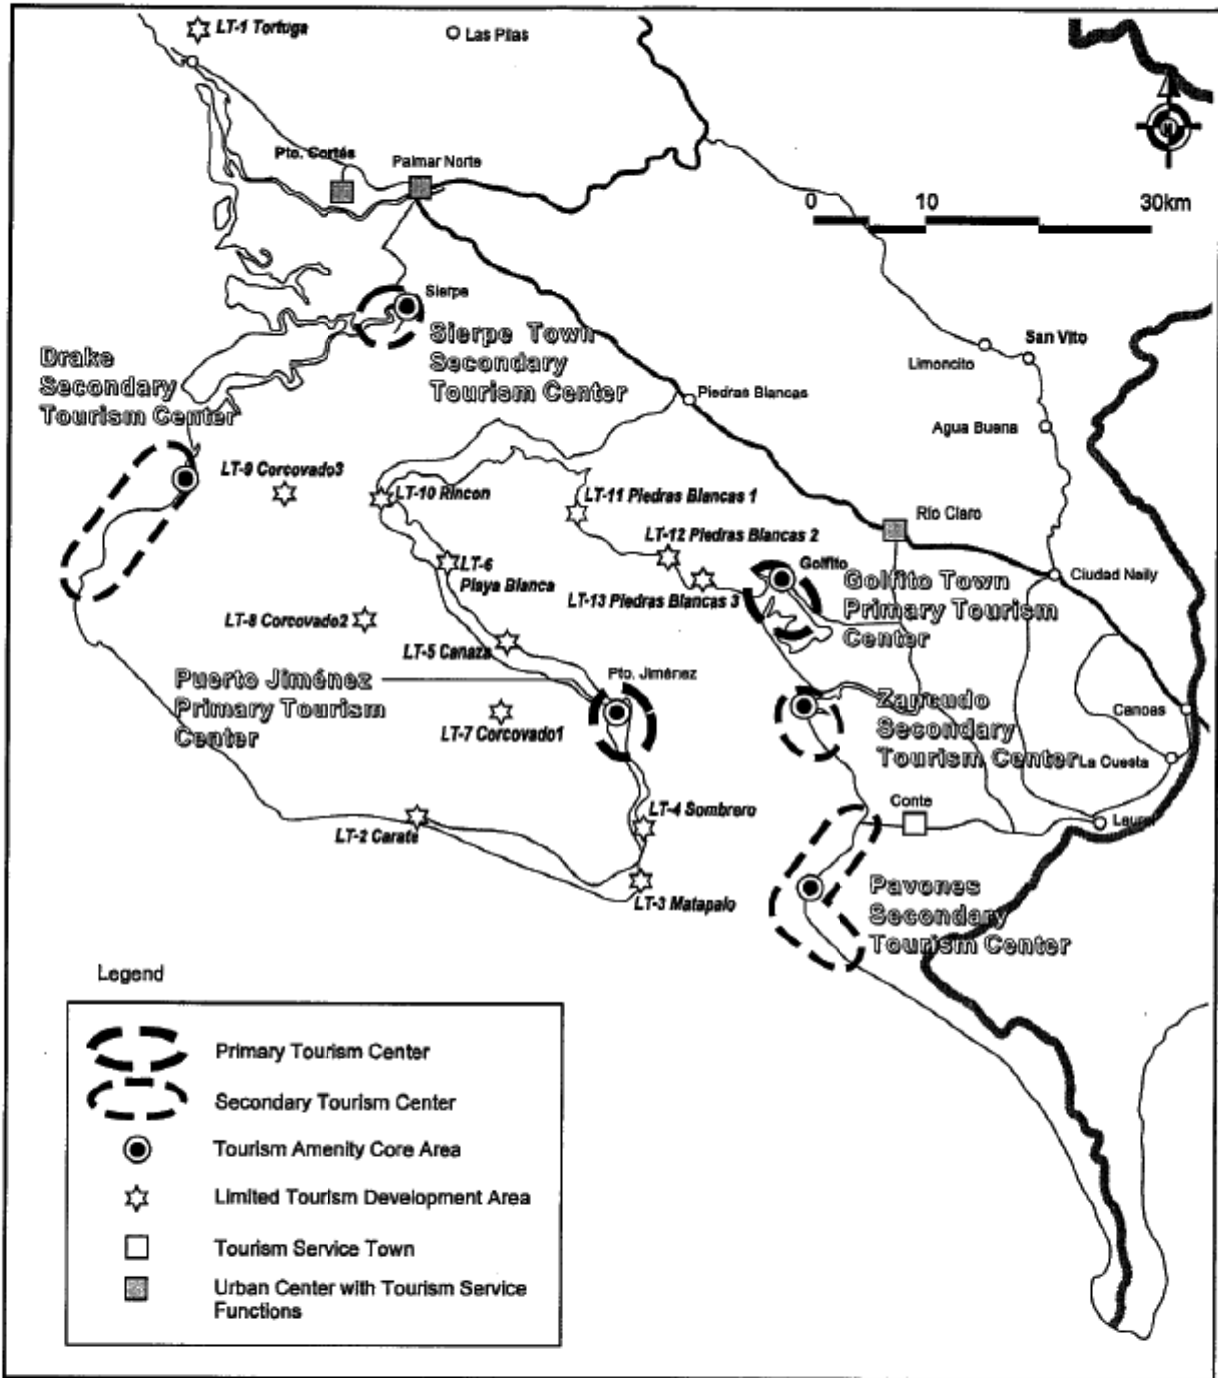 LT-1 Tortuga
Las Pilas
Pto. Cortés
Palmar Norte
0 10 30km
N
Sierpe
Sierpe Town
Secondary
Tourism Center
Drake
Secondary
Tourism Center
San Vito
Limoncito
Piedras Blancas
Agua Buena
LT-9 Corcovado3
LT-10 Rincon
LT-11 Piedras Blancas 1
LT-12 Piedras Blancas 2
Río Claro
LT-6
Playa Blanca
Golfito
LT-13 Piedras Blancas 3
Golfito Town
Primary Tourism
Center
Ciudad Neily
LT-8 Corcovado2
LT-5 Canaza
Pto. Jiménez
Puerto Jiménez
Primary Tourism
Center
LT-7 Corcovado1
Zancudo
Secondary
Tourism Center
Canoas
La Cuesta
LT-4 Sombrero
Conte
Laurel
LT-2 Carate
LT-3 Matapalo
Pavones
Secondary
Tourism Center
Legend
Primary Tourism Center
Secondary Tourism Center
Tourism Amenity Core Area
Limited Tourism Development Area
Tourism Service Town
Urban Center with Tourism Service
Functions